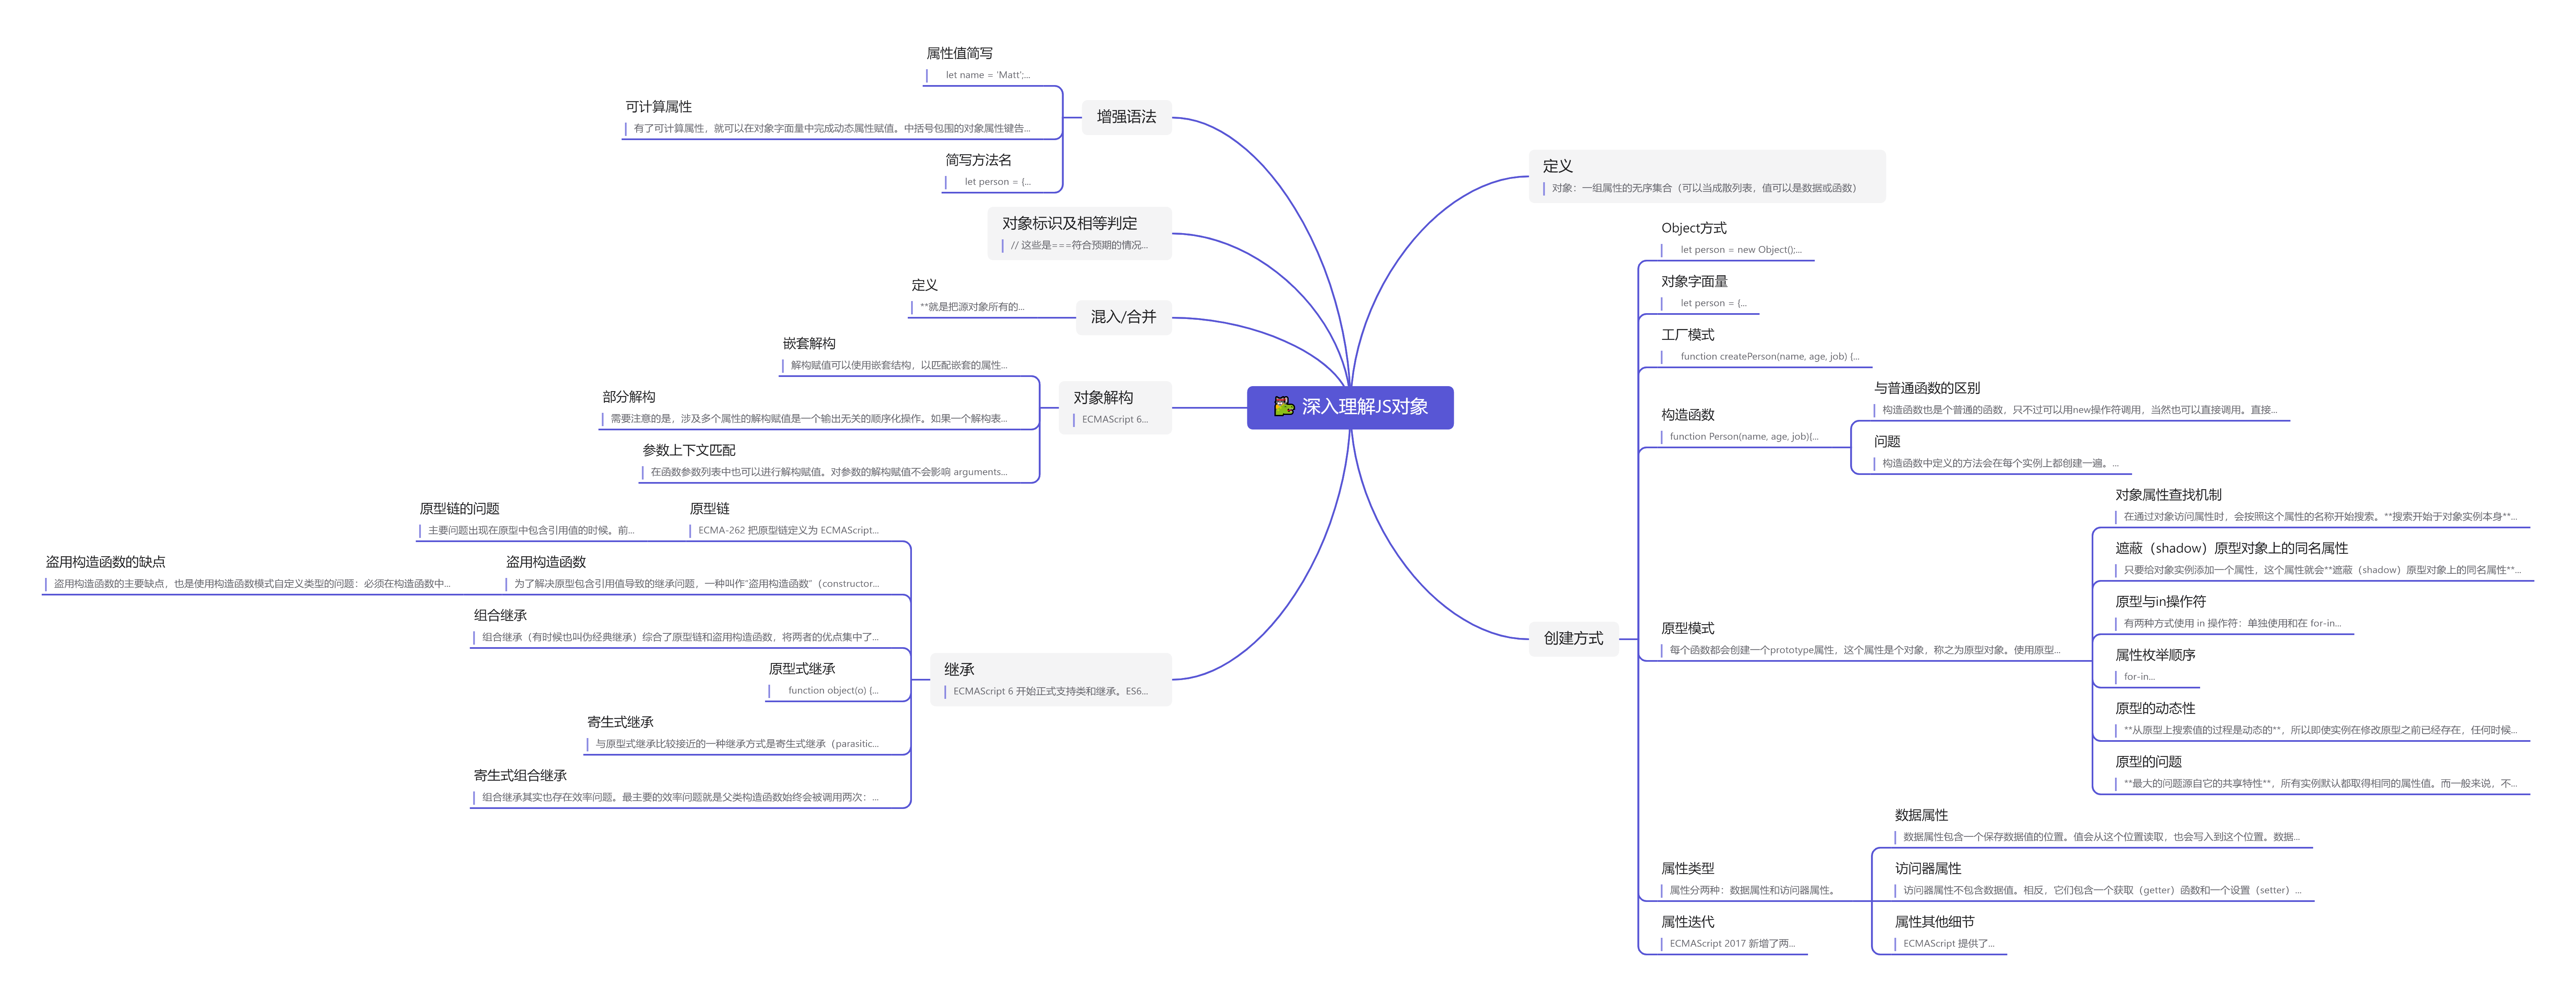 深入理解JS对象
定义
对象：一组属性的无序集合（可以当成散列表，值可以是数据或函数）
创建方式
Object方式
let person = new Object();...
对象字面量
let person = {...
工厂模式
function createPerson(name, age, job) {...
构造函数
function Person(name, age, job){...
与普通函数的区别
构造函数也是个普通的函数，只不过可以用new操作符调用，当然也可以直接调用。直接...
问题
构造函数中定义的方法会在每个实例上都创建一遍。...
原型模式
每个函数都会创建一个prototype属性，这个属性是个对象，称之为原型对象。使用原型...
对象属性查找机制
在通过对象访问属性时，会按照这个属性的名称开始搜索。**搜索开始于对象实例本身**...
遮蔽（shadow）原型对象上的同名属性
只要给对象实例添加一个属性，这个属性就会**遮蔽（shadow）原型对象上的同名属性**...
原型与in操作符
有两种方式使用 in 操作符：单独使用和在 for-in...
属性枚举顺序
for-in...
原型的动态性
**从原型上搜索值的过程是动态的**，所以即使实例在修改原型之前已经存在，任何时候...
原型的问题
**最大的问题源自它的共享特性**，所有实例默认都取得相同的属性值。而一般来说，不...
属性类型
属性分两种：数据属性和访问器属性。
数据属性
数据属性包含一个保存数据值的位置。值会从这个位置读取，也会写入到这个位置。数据...
访问器属性
访问器属性不包含数据值。相反，它们包含一个获取（getter）函数和一个设置（setter）...
属性其他细节
ECMAScript 提供了...
属性迭代
ECMAScript 2017 新增了两...
增强语法
属性值简写
let name = 'Matt';...
可计算属性
有了可计算属性，就可以在对象字面量中完成动态属性赋值。中括号包围的对象属性键告...
简写方法名
let person = {...
对象标识及相等判定
// 这些是===符合预期的情况...
混入/合并
定义
**就是把源对象所有的...
对象解构
ECMAScript 6...
嵌套解构
解构赋值可以使用嵌套结构，以匹配嵌套的属性...
部分解构
需要注意的是，涉及多个属性的解构赋值是一个输出无关的顺序化操作。如果一个解构表...
参数上下文匹配
在函数参数列表中也可以进行解构赋值。对参数的解构赋值不会影响 arguments...
继承
ECMAScript 6 开始正式支持类和继承。ES6...
原型链
ECMA-262 把原型链定义为 ECMAScript...
原型链的问题
主要问题出现在原型中包含引用值的时候。前...
盗用构造函数
为了解决原型包含引用值导致的继承问题，一种叫作“盗用构造函数”（constructor...
盗用构造函数的缺点
盗用构造函数的主要缺点，也是使用构造函数模式自定义类型的问题：必须在构造函数中...
组合继承
组合继承（有时候也叫伪经典继承）综合了原型链和盗用构造函数，将两者的优点集中了...
原型式继承
function object(o) {...
寄生式继承
与原型式继承比较接近的一种继承方式是寄生式继承（parasitic...
寄生式组合继承
组合继承其实也存在效率问题。最主要的效率问题就是父类构造函数始终会被调用两次：...